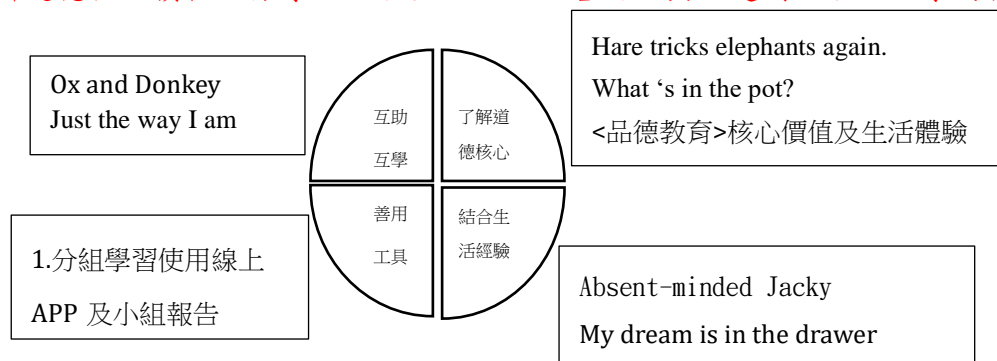 Ox and Donkey
Just the way I am
互助
互學
了解道
德核心
Hare tricks elephants again.
What ‘s in the pot?
<品德教育>核心價值及生活體驗
善用
工具
結合生
活經驗
1.分組學習使用線上
APP 及小組報告
Absent-minded Jacky
My dream is in the drawer